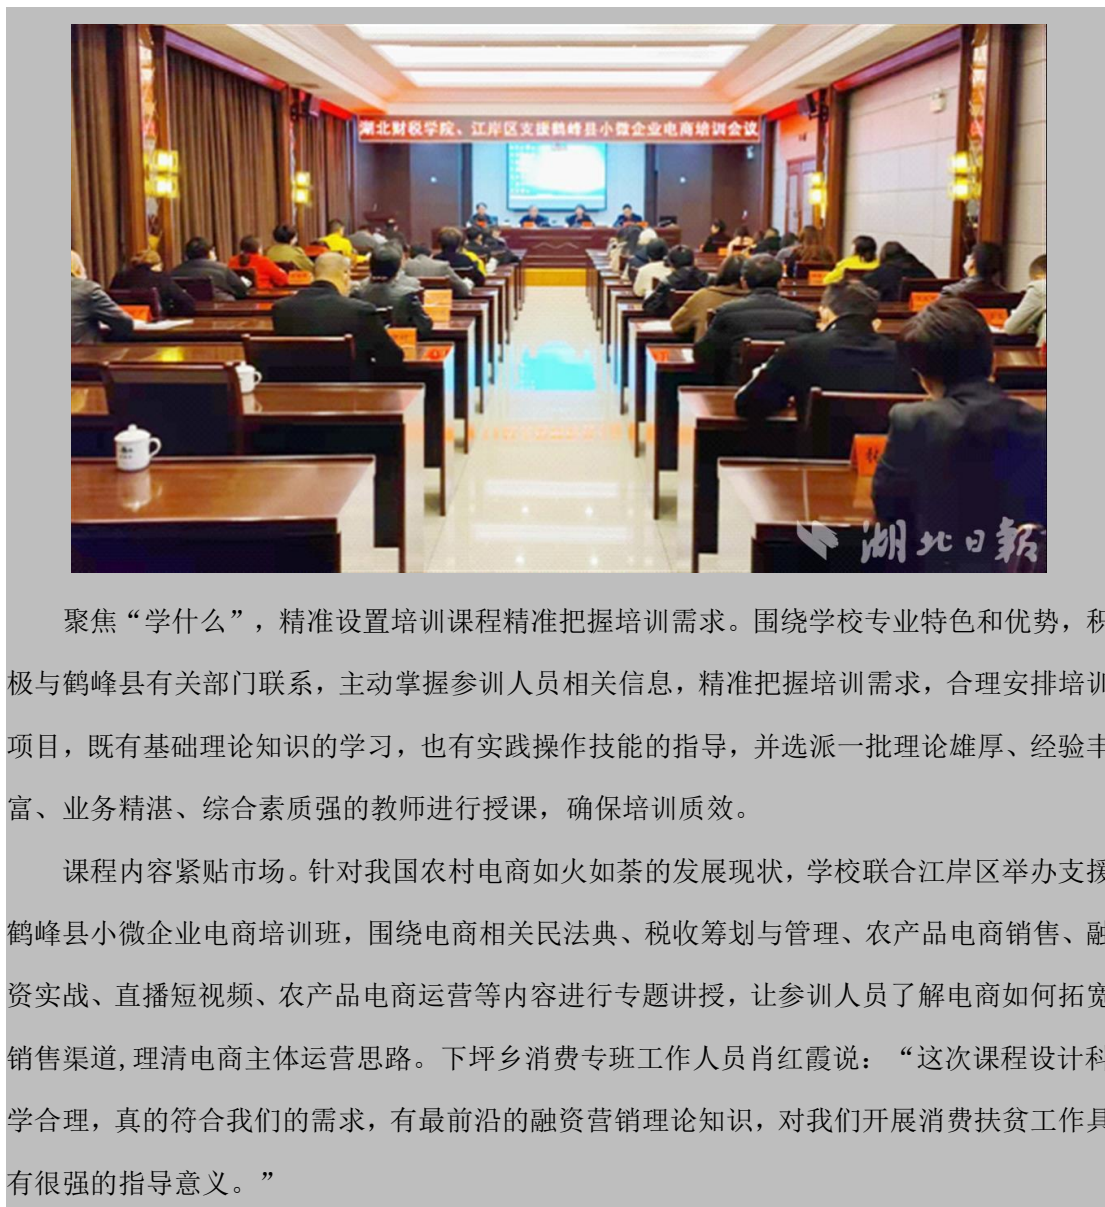 湖北财税学院、江岸区支援鹤峰县小微企业电商培训会议
湖北日报
聚焦“学什么”，精准设置培训课程精准把握培训需求。围绕学校专业特色和优势，积
极与鹤峰县有关部门联系，主动掌握参训人员相关信息，精准把握培训需求，合理安排培训
项目，既有基础理论知识的学习，也有实践操作技能的指导，并选派一批理论雄厚、经验丰
富、业务精湛、综合素质强的教师进行授课，确保培训质效。
课程内容紧贴市场。针对我国农村电商如火如荼的发展现状，学校联合江岸区举办支援
鹤峰县小微企业电商培训班，围绕电商相关民法典、税收筹划与管理、农产品电商销售、融
资实战、直播短视频、农产品电商运营等内容进行专题讲授，让参训人员了解电商如何拓宽
销售渠道,理清电商主体运营思路。下坪乡消费专班工作人员肖红霞说：“这次课程设计科
学合理，真的符合我们的需求，有最前沿的融资营销理论知识，对我们开展消费扶贫工作具
有很强的指导意义。”